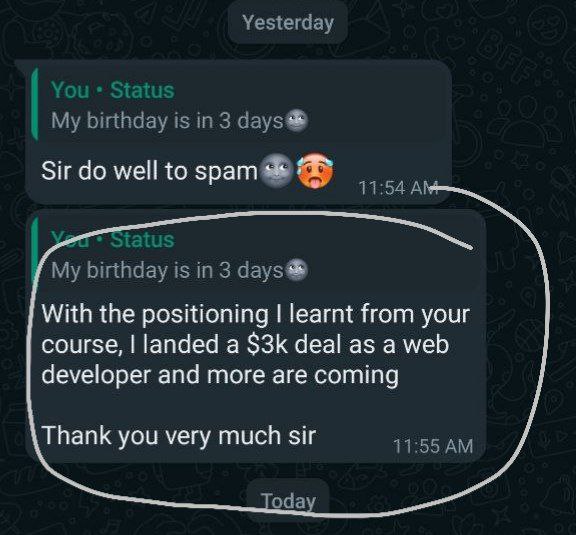 Yesterday
You • Status
My birthday is in 3 days🌚
Sir do well to spam🌚🥵
11:54 AM
You • Status
My birthday is in 3 days🌚
With the positioning I learnt from your
course, I landed a $3k deal as a web
developer and more are coming
Thank you very much sir
11:55 AM
Today